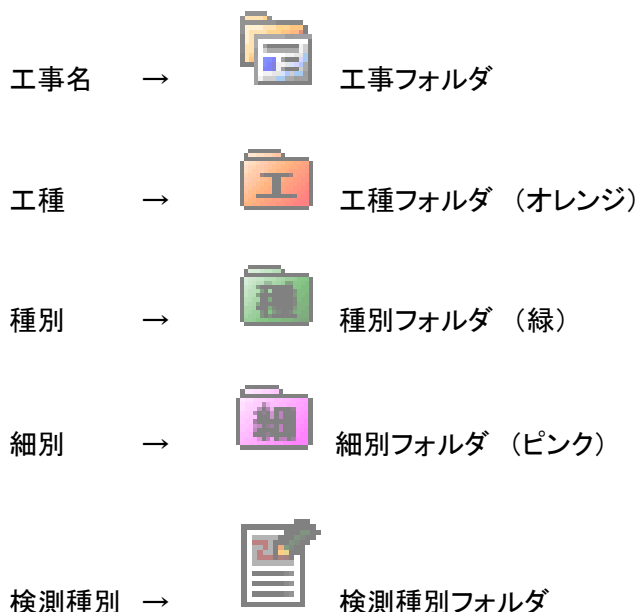 工事名 → 工事フォルダ
工 工種 → 工種フォルダ （オレンジ）
種 種別 → 種別フォルダ （緑）
細 細別 → 細別フォルダ （ピンク）
検測種別 → 検測種別フォルダ